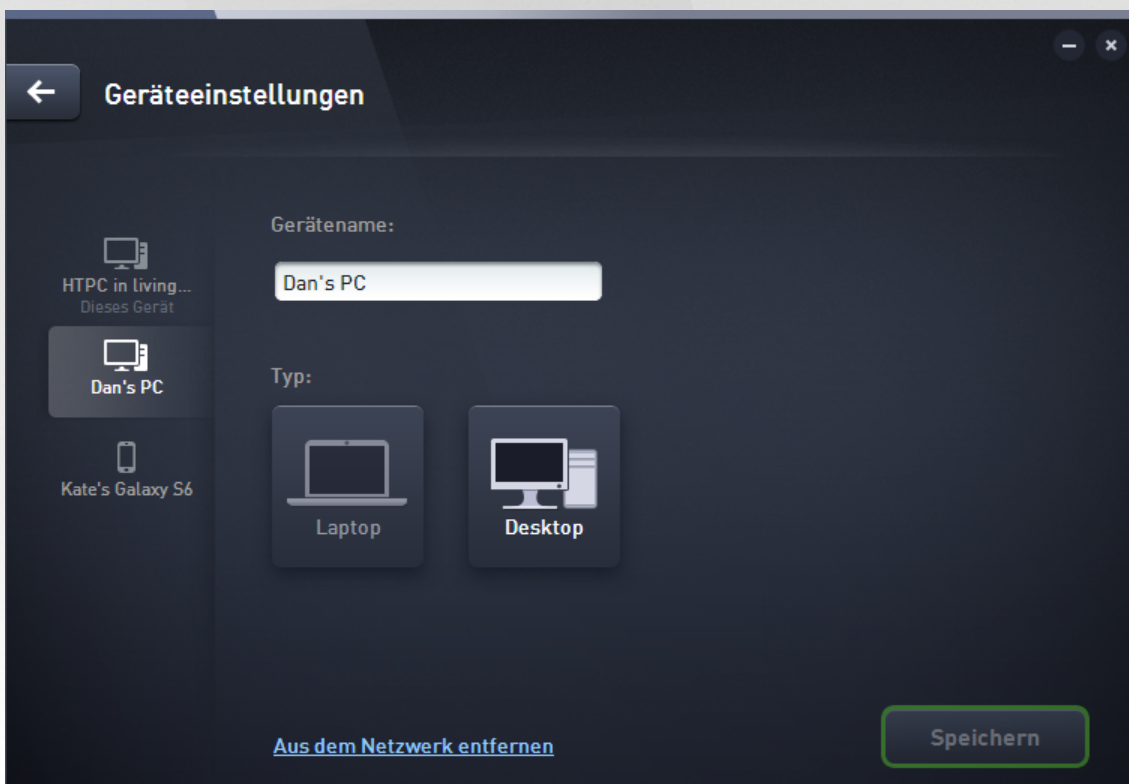 Geräteeinstellungen
HTPC in living...
Dieses Gerät
Dan's PC
Kate's Galaxy S6
Gerätename:
Dan's PC
Typ:
Laptop
Desktop
Aus dem Netzwerk entfernen
Speichern